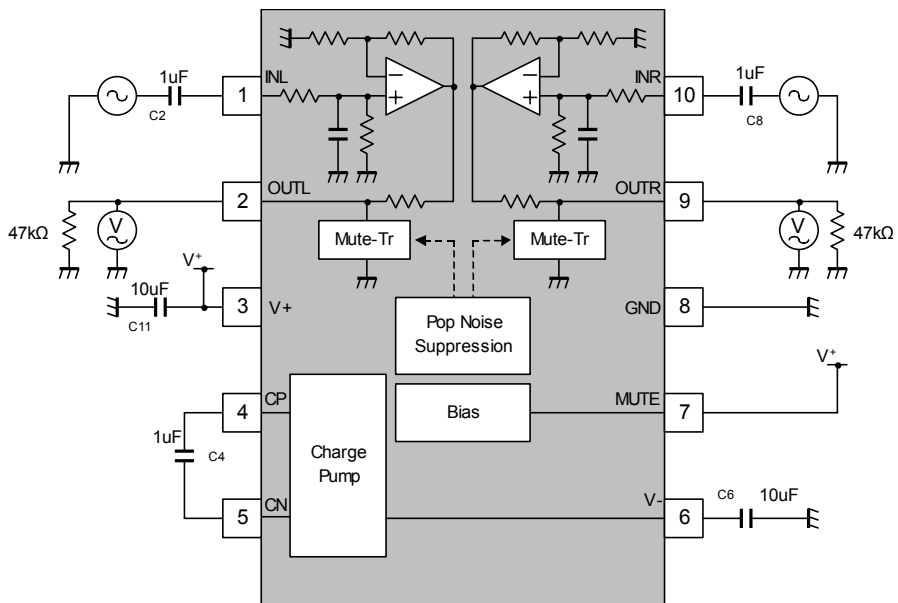 1uF
C2
1
INL
INR
10
1uF
C8
2
OUTL
OUTR
9
47kΩ
V
Mute-Tr
Mute-Tr
V
47kΩ
V+
10uF
C11
3
V+
GND
8
Pop Noise
Suppression
V+
4
CP
Bias
MUTE
7
1uF
C4
Charge
Pump
5
CN
V-
6
C6
10uF